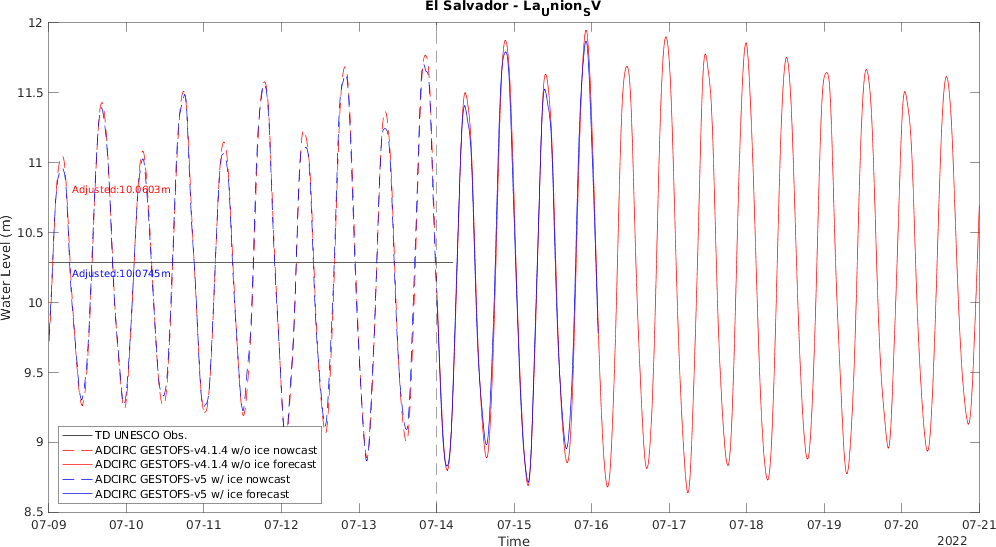 El Salvador - LaUnionSV
12
11.5
11
10.5
10
9.5
9
8.5
Water Level (m)
Adjusted:10.0603m
Adjusted:10.0745m
TD UNESCO Obs.
ADCIRC GESTOFS-v4.1.4 w/o ice nowcast
ADCIRC GESTOFS-v4.1.4 w/o ice forecast
ADCIRC GESTOFS-v5 w/ ice nowcast
ADCIRC GESTOFS-v5 w/ ice forecast
07-09 07-10 07-11 07-12 07-13 07-14 07-15 07-16 07-17 07-18 07-19 07-20 07-21
Time
2022